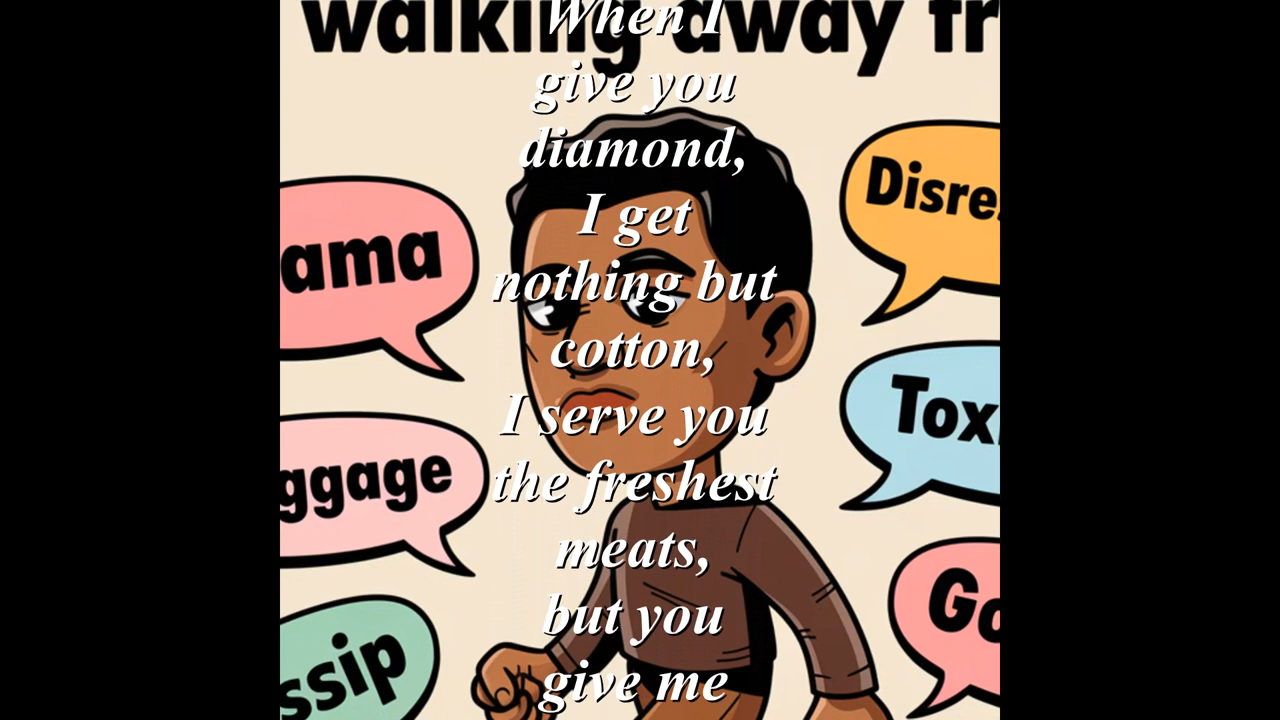 walking away fr
When I
give you
diamond,
I get
nothing but
cotton,
I serve you
the freshest
meats,
but you
give me
ama
Disre
ggage
Tox
ssip
Go